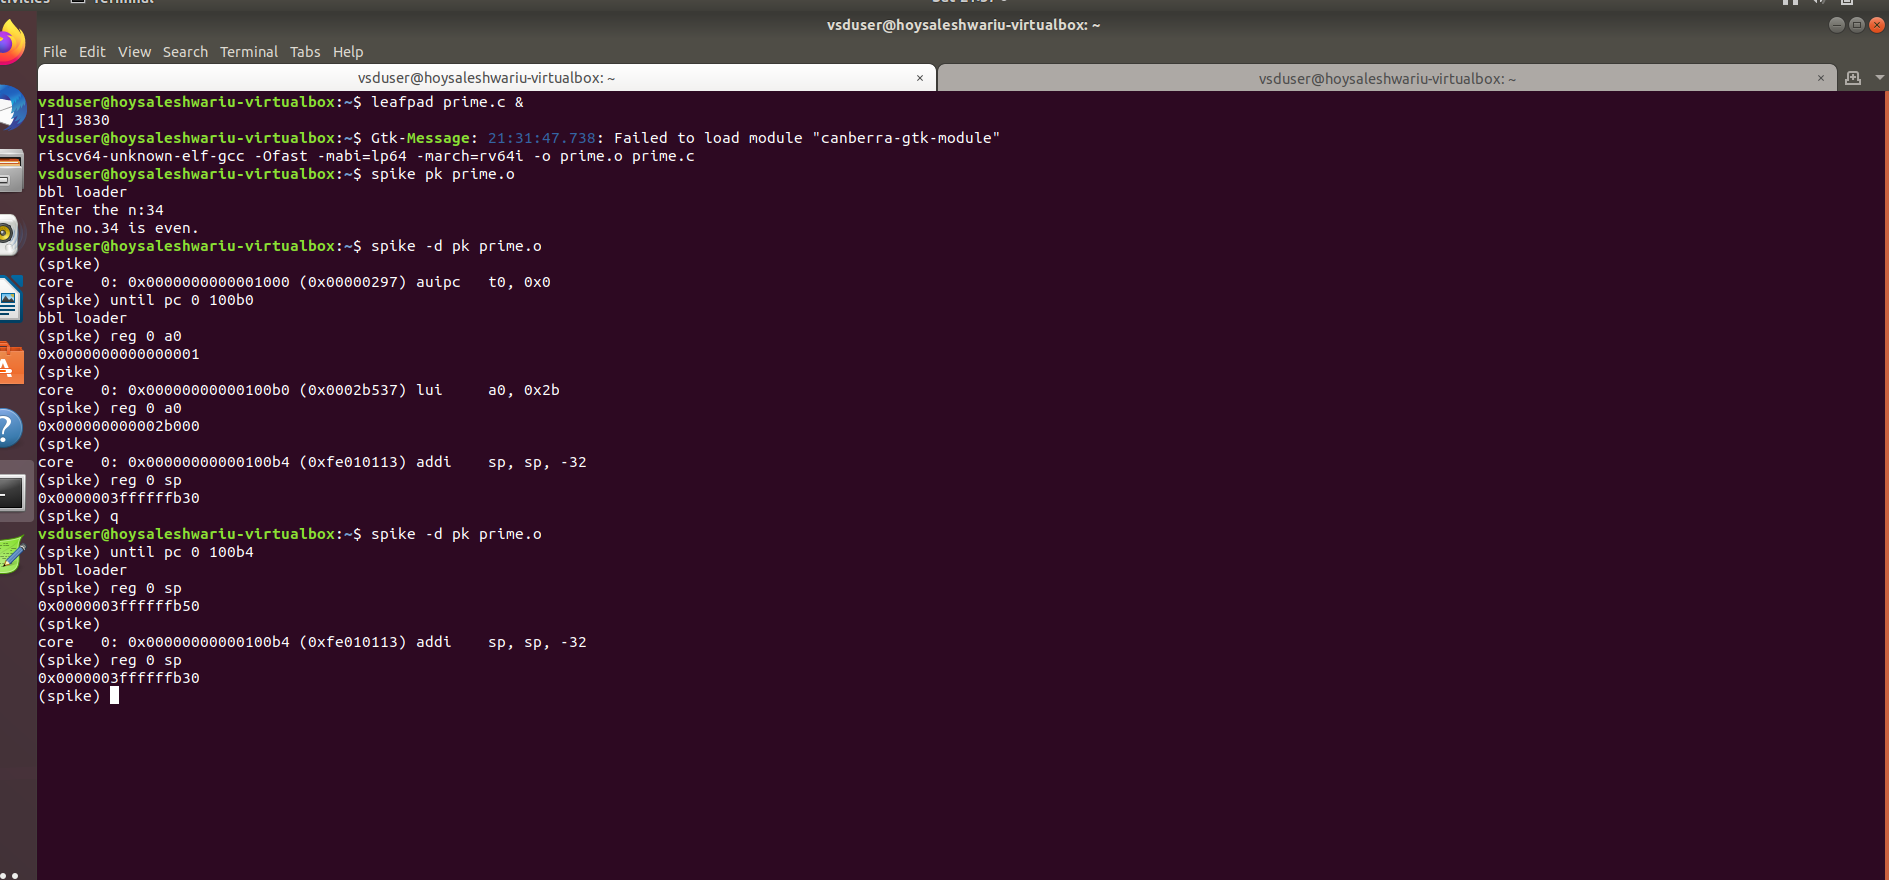 Terminal
vsduser@hoysaleshwariu-virtualbox: ~
File Edit View Search Terminal Tabs Help
vsduser@hoysaleshwariu-virtualbox: ~ × vsduser@hoysaleshwariu-virtualbox: ~ ×
vsduser@hoysaleshwariu-virtualbox:~$ leafpad prime.c &
[1] 3830
vsduser@hoysaleshwariu-virtualbox:~$ Gtk-Message: 21:31:47.738: Failed to load module "canberra-gtk-module"
riscv64-unknown-elf-gcc -Ofast -mabi=lp64 -march=rv64i -o prime.o prime.c
vsduser@hoysaleshwariu-virtualbox:~$ spike pk prime.o
bbl loader
Enter the n:34
The no.34 is even.
vsduser@hoysaleshwariu-virtualbox:~$ spike -d pk prime.o
(spike)
core   0: 0x0000000000001000 (0x00000297) auipc   t0, 0x0
(spike) until pc 0 100b0
bbl loader
(spike) reg 0 a0
0x0000000000000001
(spike)
core   0: 0x00000000000100b0 (0x0002b537) lui     a0, 0x2b
(spike) reg 0 a0
0x000000000002b000
(spike)
core   0: 0x00000000000100b4 (0xfe010113) addi    sp, sp, -32
(spike) reg 0 sp
0x0000003ffffffb30
(spike) q
vsduser@hoysaleshwariu-virtualbox:~$ spike -d pk prime.o
(spike) until pc 0 100b4
bbl loader
(spike) reg 0 sp
0x0000003ffffffb50
(spike)
core   0: 0x00000000000100b4 (0xfe010113) addi    sp, sp, -32
(spike) reg 0 sp
0x0000003ffffffb30
(spike)